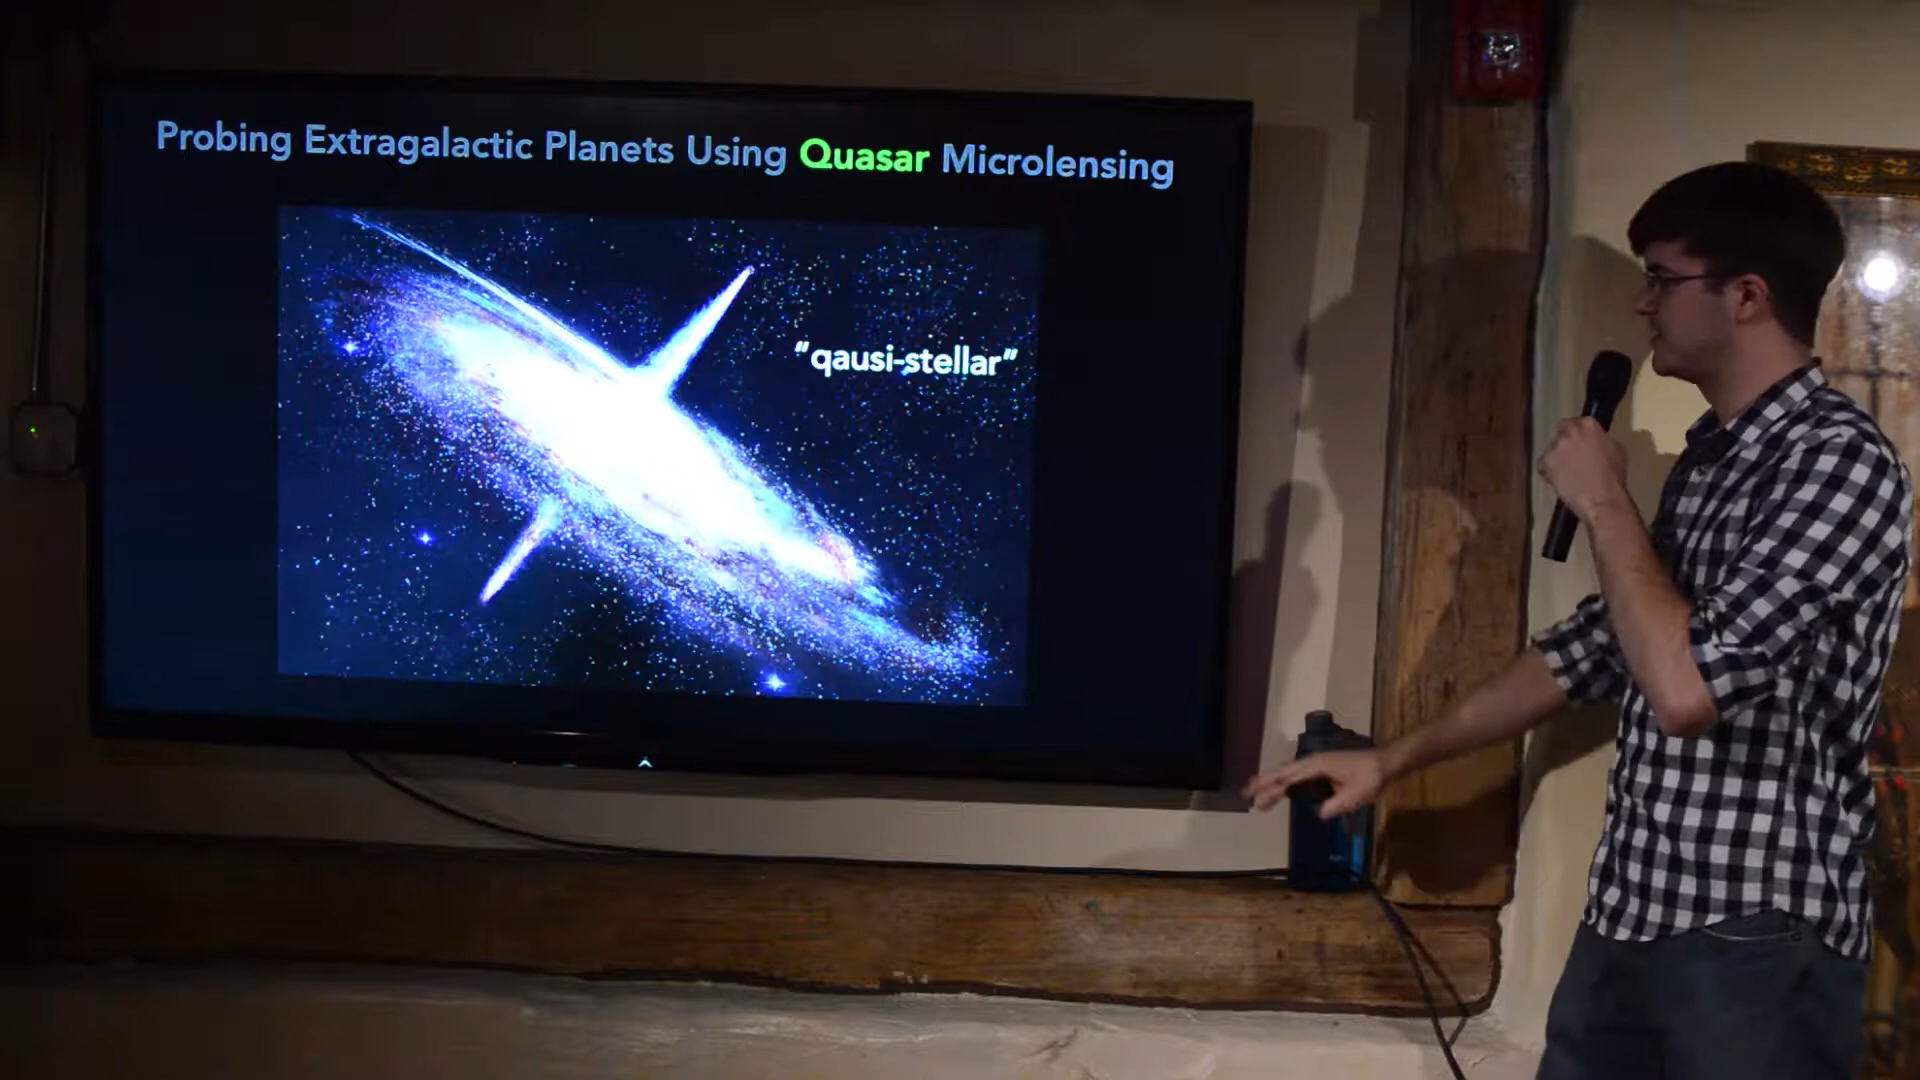 Probing Extragalactic Planets Using Quasar Microlensing
“qausi-stellar”